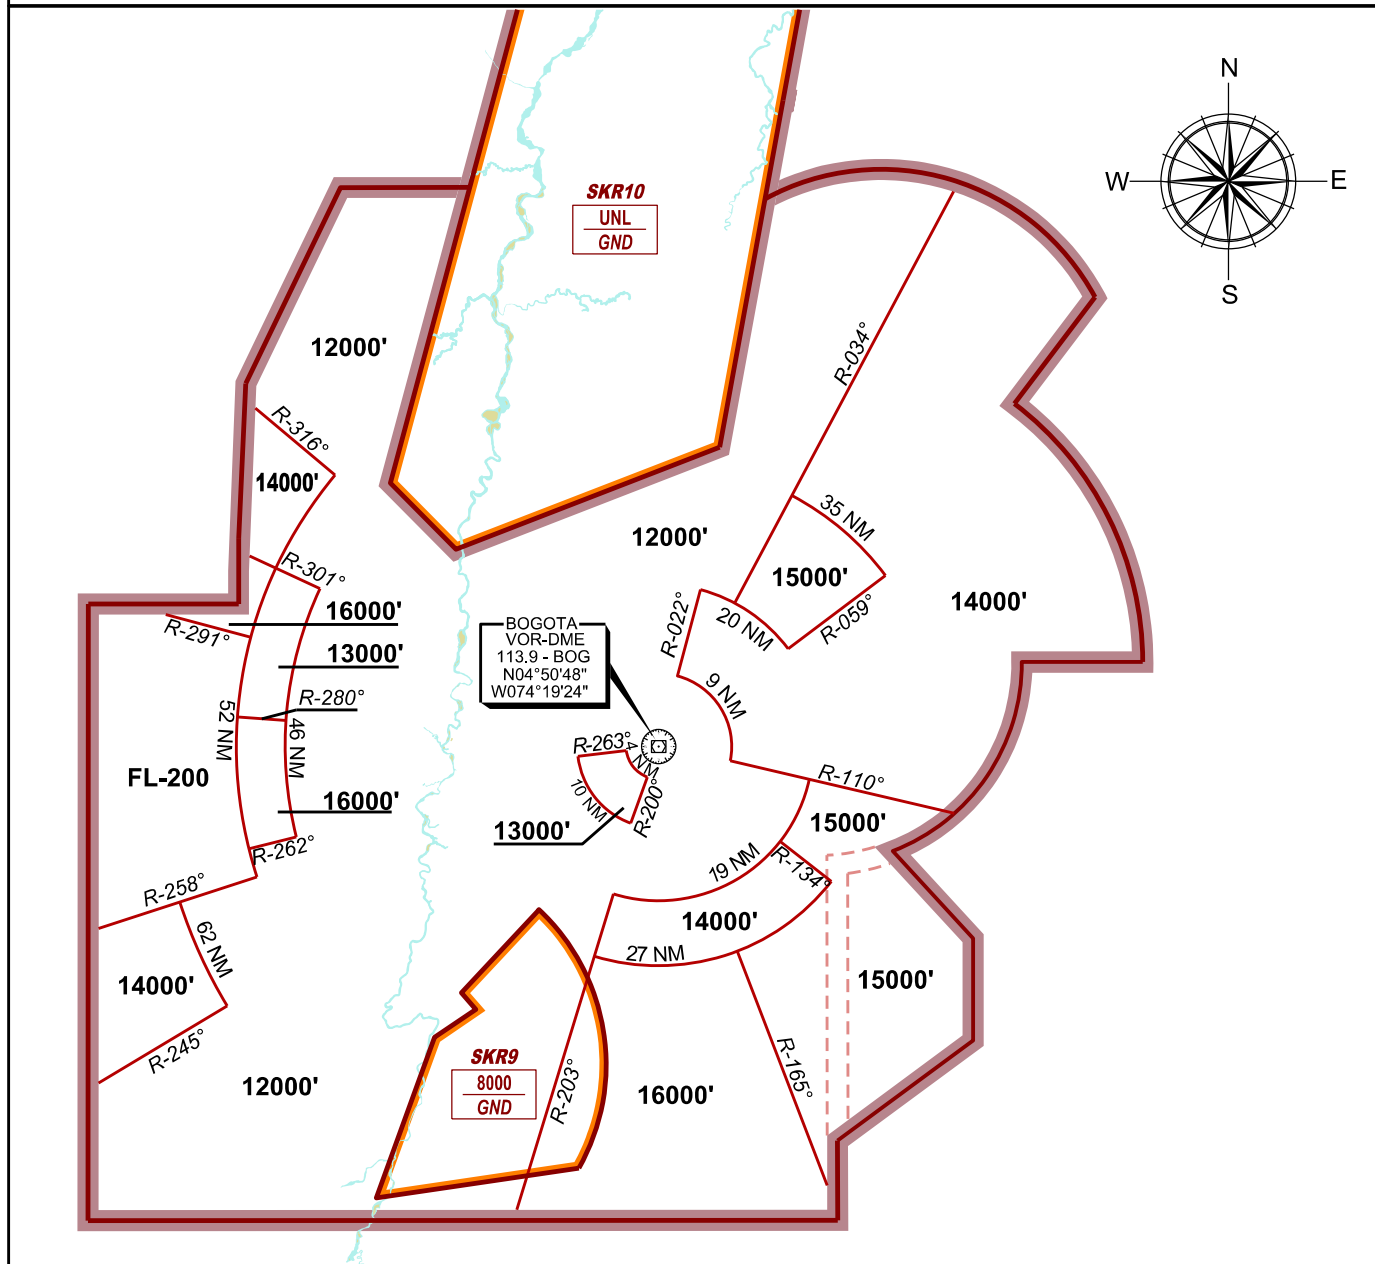 N
W
E
S
SKR10
UNL
GND
12000'
R-034°
R-316°
14000'
35 NM
12000'
R-301°
15000'
14000'
16000'
R-022°
20 NM
R-059°
R-291°
BOGOTA
VOR-DME
113.9 - BOG
N04°50'48"
W074°19'24"
13000'
R-280°
9 NM
52 NM
46 NM
R-263°
4 NM
FL-200
R-110°
16000'
10 NM
R-200°
13000'
15000'
R-262°
19 NM
R-134°
R-258°
14000'
62 NM
27 NM
14000'
15000'
R-245°
SKR9
8000
GND
R-203°
R-165°
12000'
16000'